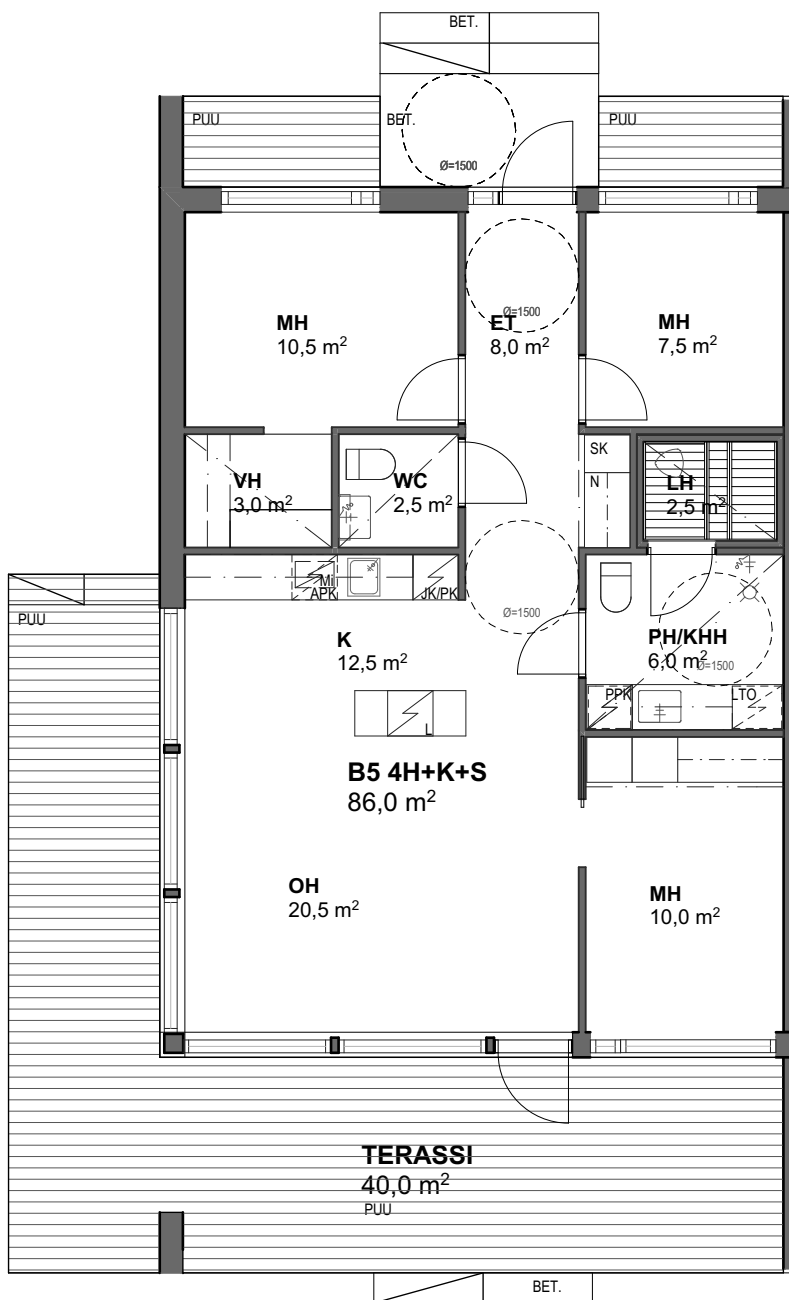 BET.
PUU
BET.
PUU
Ø=1500
MH
10,5 m²
Ø=1500
ET
8,0 m²
MH
7,5 m²
SK
N
VH
3,0 m²
WC
2,5 m²
LH
2,5 m²
Mi
APK
JK/PK
Ø=1500
PUU
K
12,5 m²
PH/KHH
6,0 m²
Ø=1500
PPK
LTO
L
B5 4H+K+S
86,0 m²
OH
20,5 m²
MH
10,0 m²
TERASSI
40,0 m²
PUU
BET.